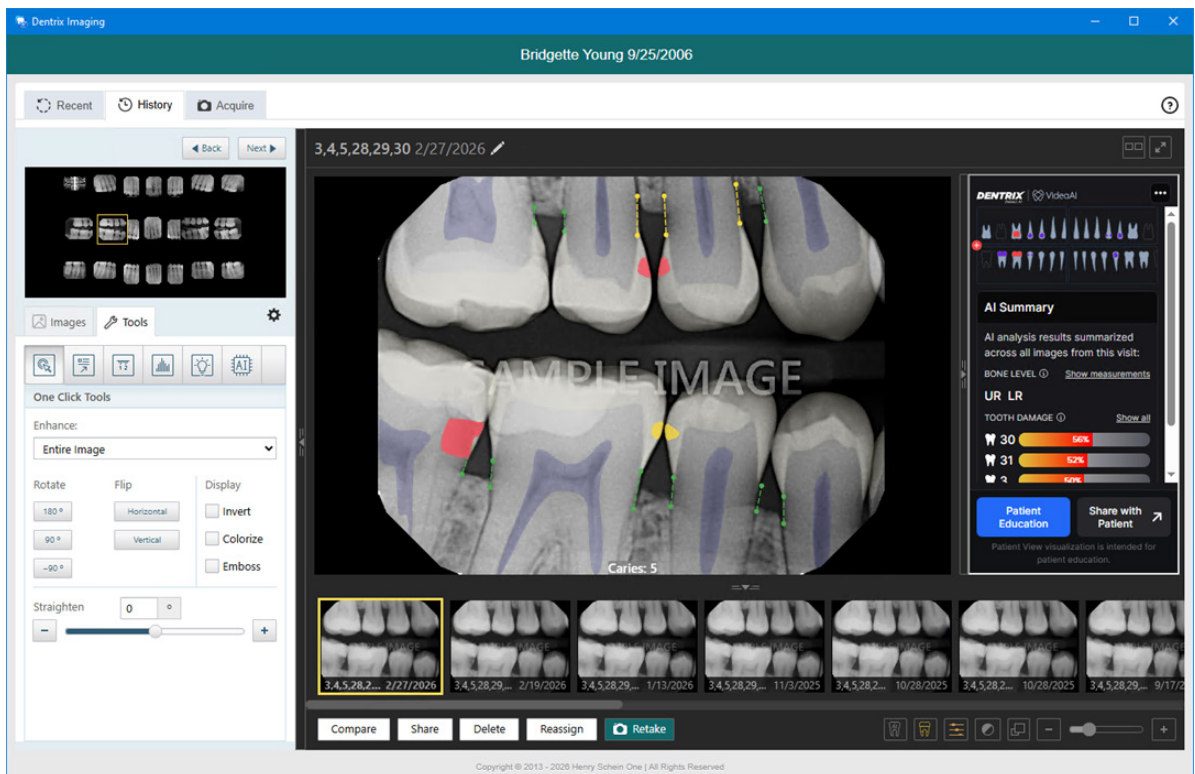 Dentrix Imaging
Bridgette Young 9/25/2006
Recent
History
Acquire
Back
Next
3,4,5,28,29,30 2/27/2026
Images
Tools
AI
One Click Tools
Enhance:
Entire Image
Rotate
Flip
Display
180 º
Horizontal
Invert
90 º
Vertical
Colorize
-90 º
Emboss
Straighten
0
º
SAMPLE IMAGE
Caries: 5
DENTRIX VideaAI
AI Summary
AI analysis results summarized
across all images from this visit:
BONE LEVEL Show measurements
UR LR
TOOTH DAMAGE Show all
30 56%
31 52%
3 50%
Patient
Education
Share with
Patient
Patient View visualization is intended for
patient education.
3,4,5,28,2... 2/27/2026
3,4,5,28,29,... 2/19/2026
3,4,5,28,29,... 1/13/2026
3,4,5,28,29,... 11/3/2025
3,4,5,28,2... 10/28/2025
3,4,5,28,2... 10/28/2025
3,4,5,28,29,... 9/17/2
Compare
Share
Delete
Reassign
Retake
Copyright © 2013 - 2026 Henry Schein One | All Rights Reserved